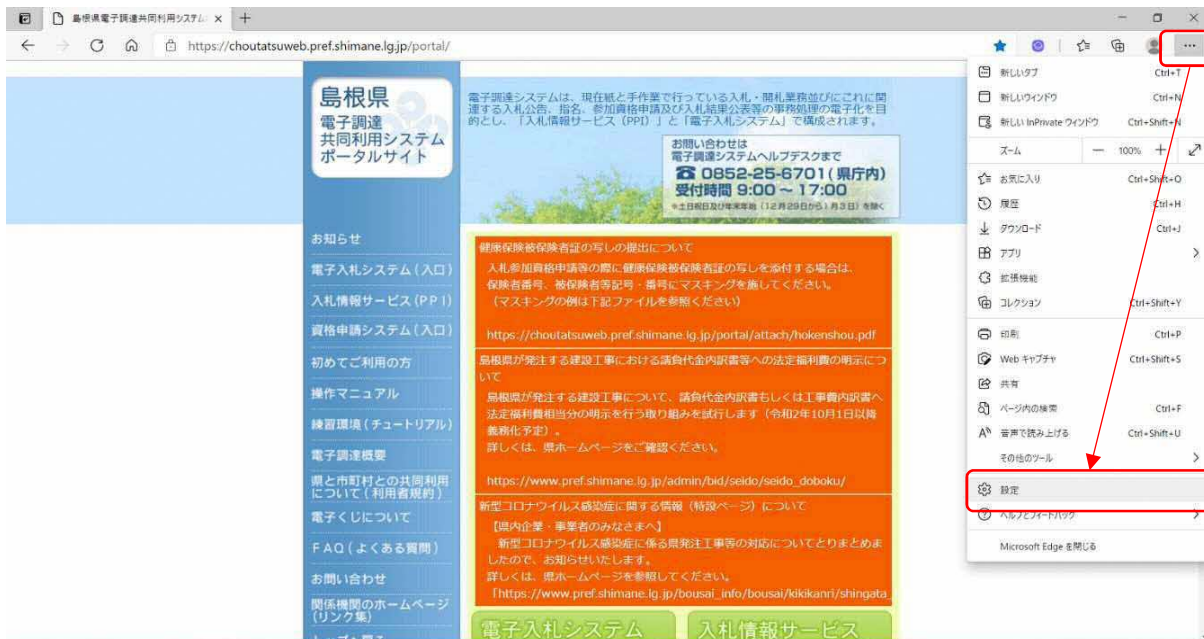 島根県電子調達共同利用システム
https://choutatsuweb.pref.shimane.lg.jp/portal/
島根県
電子調達
共同利用システム
ポータルサイト
電子調達システムは、現在紙と手作業で行っている入札・開札業務並びにこれに関
連する入札公告、指名、参加資格申請及び入札結果公表等の事務処理の電子化を目
的とし、「入札情報サービス（PPI）」と「電子入札システム」で構成されます。
お問い合わせは
電子調達システムヘルプデスクまで
☎ 0852-25-6701(県庁内)
受付時間 9:00 ～ 17:00
※土日祝日及び年末年始（12月29日から1月3日）を除く
お知らせ
電子入札システム(入口)
入札情報サービス(PPI)
資格申請システム(入口)
初めてご利用の方
操作マニュアル
練習環境(チュートリアル)
電子調達概要
県と市町村との共同利用
について(利用者規約)
電子くじについて
FAQ(よくある質問)
お問い合わせ
関係機関のホームページ
(リンク集)
健康保険被保険者証の写しの提出について
入札参加資格申請等の際に健康保険被保険者証の写しを添付する場合は、
保険者番号、被保険者等記号・番号にマスキングを施してください。
（マスキングの例は下記ファイルを参照ください）
https://choutatsuweb.pref.shimane.lg.jp/portal/attach/hokenshou.pdf
島根県が発注する建設工事における請負代金内訳書等への法定福利費の明示につ
いて
島根県が発注する建設工事について、請負代金内訳書もしくは工事費内訳書へ
法定福利費相当分の明示を行う取り組みを試行します（令和2年10月1日以降
義務化予定）。
詳しくは、県ホームページをご確認ください。
https://www.pref.shimane.lg.jp/admin/bid/seido/seido_doboku/
新型コロナウイルス感染症に関する情報（特設ページ）について
【県内企業・事業者のみなさまへ】
新型コロナウイルス感染症に係る県発注工事等の対応についてとりまとめま
したので、お知らせいたします。
詳しくは、県ホームページを参照してください。
「https://www.pref.shimane.lg.jp/bousai_info/bousai/kikikanri/shingata_
電子入札システム
入札情報サービス
新しいタブ Ctrl+T
新しいウィンドウ Ctrl+N
新しい InPrivate ウィンドウ Ctrl+Shift+N
ズーム — 100% +
お気に入り Ctrl+Shift+O
履歴 Ctrl+H
ダウンロード Ctrl+J
アプリ
拡張機能
コレクション Ctrl+Shift+Y
印刷 Ctrl+P
Web キャプチャ Ctrl+Shift+S
共有
ページ内の検索 Ctrl+F
音声で読み上げる Ctrl+Shift+U
その他のツール
設定
ヘルプとフィードバック
Microsoft Edge を閉じる